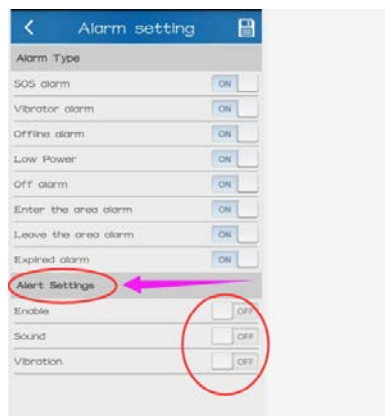 Alarm setting
Alarm Type
SOS alarm ON
Vibrator alarm ON
Offline alarm ON
Low Power ON
Off alarm ON
Enter the area alarm ON
Leave the area alarm ON
Expired alarm ON
Alert Settings
Enable OFF
Sound OFF
Vibration OFF